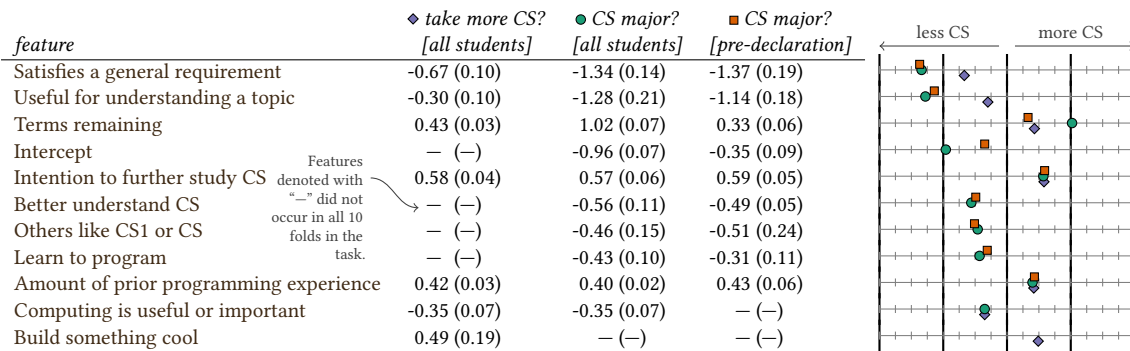 ◆ take more CS? ● CS major? ■ CS major?
feature [all students] [all students] [pre-declaration] less CS more CS
Satisfies a general requirement -0.67 (0.10) -1.34 (0.14) -1.37 (0.19)
Useful for understanding a topic -0.30 (0.10) -1.28 (0.21) -1.14 (0.18)
Terms remaining 0.43 (0.03) 1.02 (0.07) 0.33 (0.06)
Intercept — (—) -0.96 (0.07) -0.35 (0.09)
Intention to further study CS 0.58 (0.04) 0.57 (0.06) 0.59 (0.05)
Better understand CS — (—) -0.56 (0.11) -0.49 (0.05)
Others like CS1 or CS — (—) -0.46 (0.15) -0.51 (0.24)
Learn to program — (—) -0.43 (0.10) -0.31 (0.11)
Amount of prior programming experience 0.42 (0.03) 0.40 (0.02) 0.43 (0.06)
Computing is useful or important -0.35 (0.07) -0.35 (0.07) — (—)
Build something cool 0.49 (0.19) — (—) — (—)
Features
denoted with
“—” did not
occur in all 10
folds in the
task.